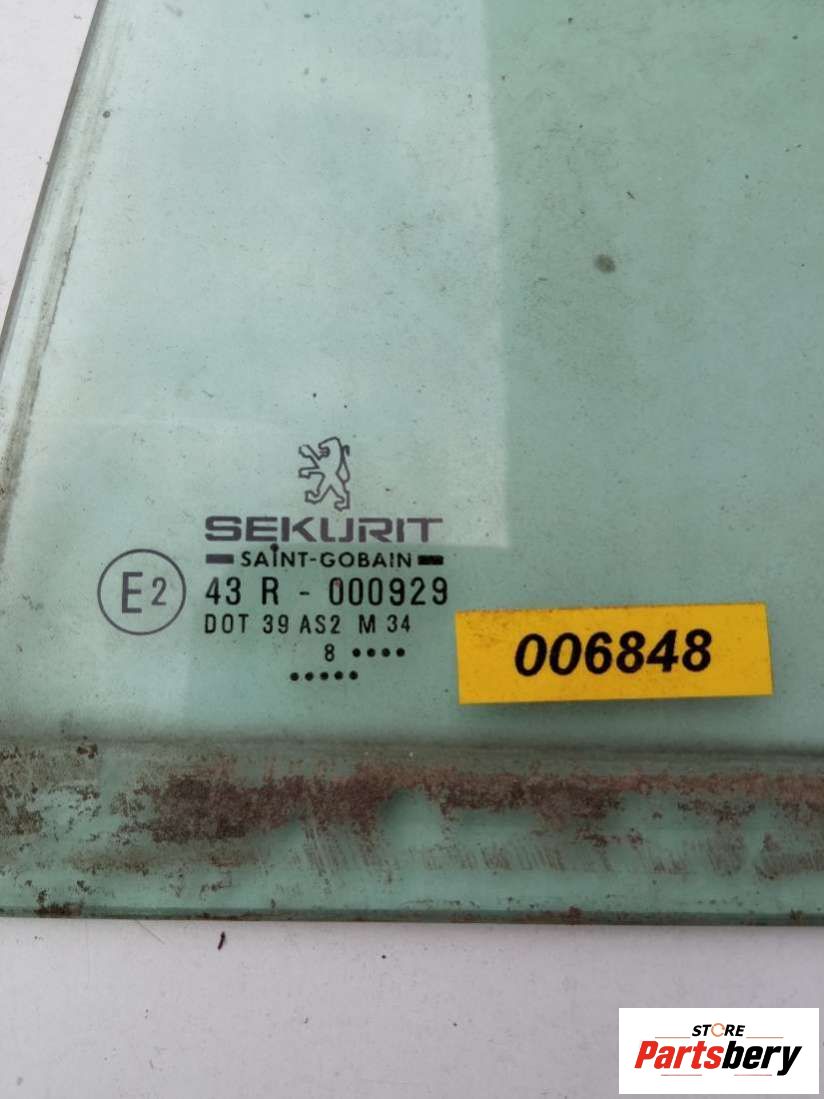 SEKURIT
SAINT-GOBAIN
E2
43 R - 000929
DOT 39 AS2 M 34
8 ••••
•••••
006848
STORE
Partsbery